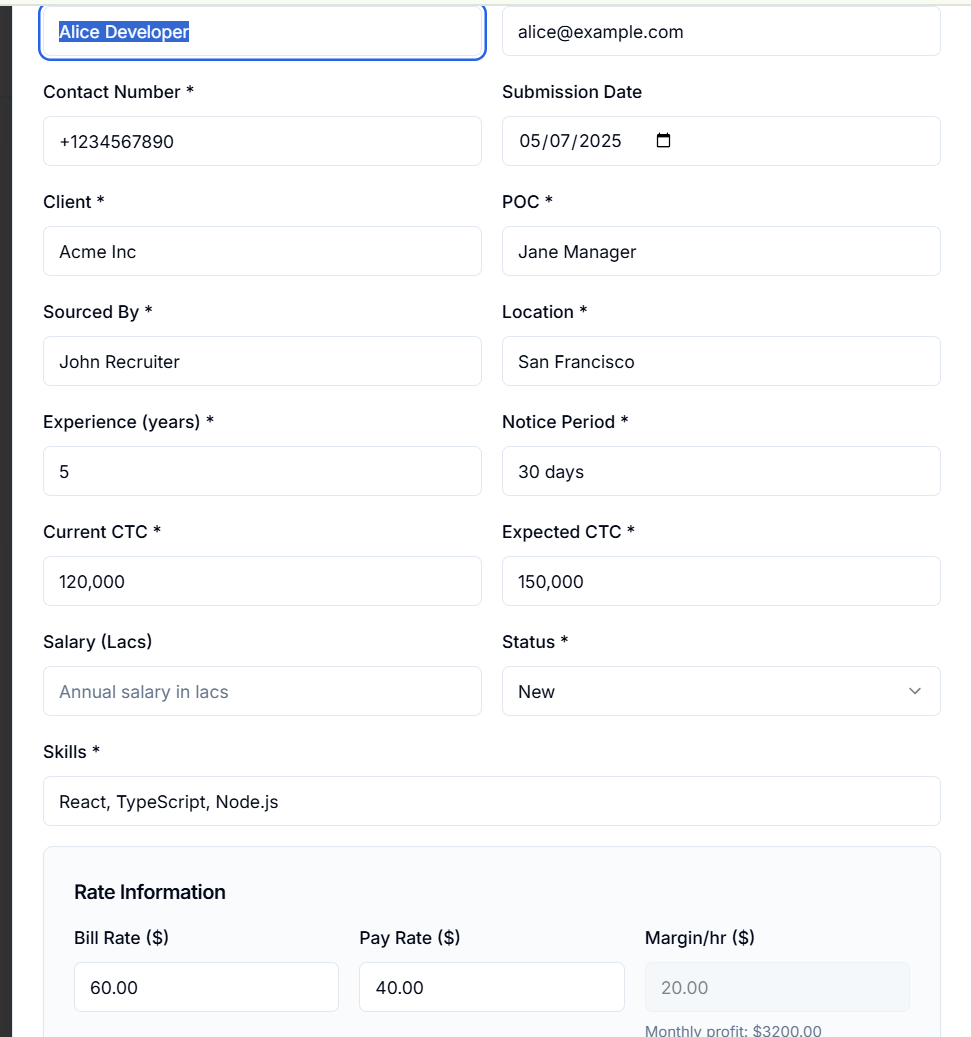 Alice Developer
alice@example.com
Contact Number *
Submission Date
+1234567890
05/07/2025
Client *
POC *
Acme Inc
Jane Manager
Sourced By *
Location *
John Recruiter
San Francisco
Experience (years) *
Notice Period *
5
30 days
Current CTC *
Expected CTC *
120,000
150,000
Salary (Lacs)
Status *
Annual salary in lacs
New
Skills *
React, TypeScript, Node.js
Rate Information
Bill Rate ($)
Pay Rate ($)
Margin/hr ($)
60.00
40.00
20.00
Monthly profit: $3200.00